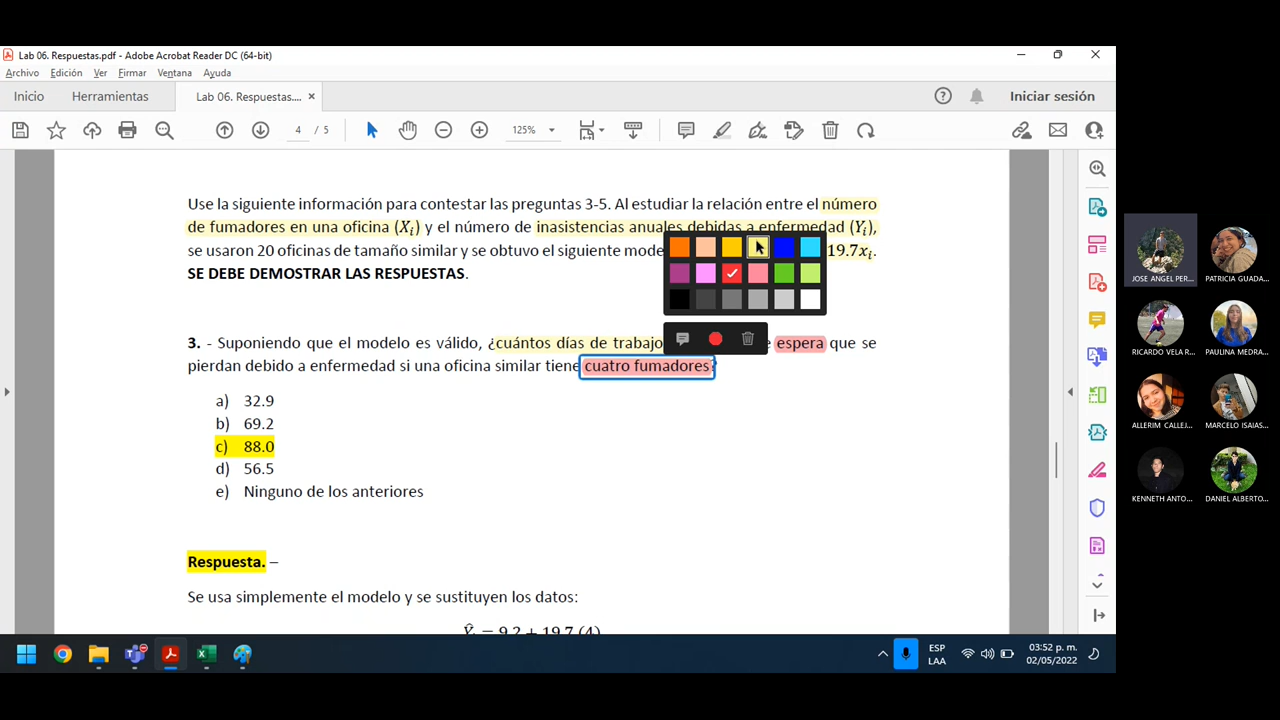 Lab 06. Respuestas.pdf - Adobe Acrobat Reader DC (64-bit)
Archivo Edición Ver Firmar Ventana Ayuda
Inicio Herramientas Lab 06. Respuestas.... × Iniciar sesión
4 / 5 125%
Use la siguiente información para contestar las preguntas 3-5. Al estudiar la relación entre el número
de fumadores en una oficina (Xᵢ) y el número de inasistencias anuales debidas a enfermedad (Yᵢ),
se usaron 20 oficinas de tamaño similar y se obtuvo el siguiente mode 19.7xᵢ.
SE DEBE DEMOSTRAR LAS RESPUESTAS.
3. - Suponiendo que el modelo es válido, ¿cuántos días de trabajo espera que se
pierdan debido a enfermedad si una oficina similar tiene cuatro fumadores?
a) 32.9
b) 69.2
c) 88.0
d) 56.5
e) Ninguno de los anteriores
Respuesta. –
Se usa simplemente el modelo y se sustituyen los datos:
= 9.2 + 19.7 (4)
JOSE ANGEL PER... PATRICIA GUADA...
RICARDO VELA R... PAULINA MEDRA...
ALLERIM CALLEJ... MARCELO ISAIAS...
KENNETH ANTO... DANIEL ALBERTO...
ESP
LAA
03:52 p. m.
02/05/2022